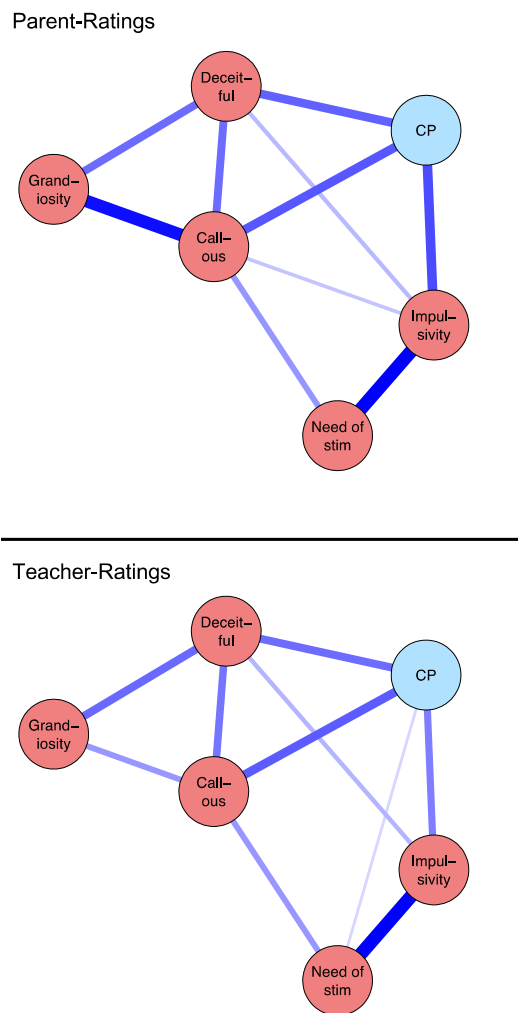 Parent-Ratings
Deceit–
ful
CP
Grand–
iosity
Call–
ous
Impul–
sivity
Need of
stim
Teacher-Ratings
Deceit–
ful
CP
Grand–
iosity
Call–
ous
Impul–
sivity
Need of
stim